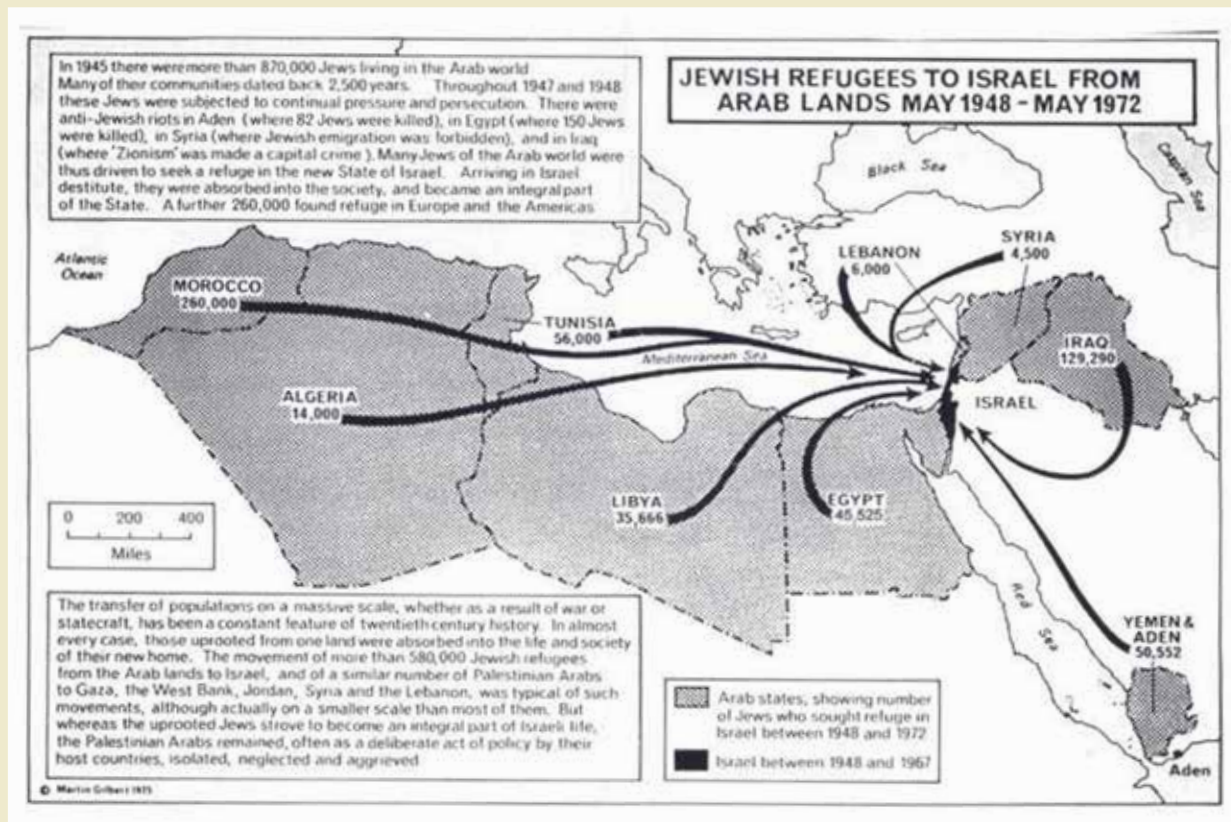 In 1945 there were more than 870,000 Jews living in the Arab world
Many of their communities dated back 2,500 years. Throughout 1947 and 1948
these Jews were subjected to continual pressure and persecution. There were
anti-Jewish riots in Aden (where 82 Jews were killed), in Egypt (where 150 Jews
were killed), in Syria (where Jewish emigration was forbidden), and in Iraq
(where 'Zionism' was made a capital crime). Many Jews of the Arab world were
thus driven to seek a refuge in the new State of Israel. Arriving in Israel
destitute, they were absorbed into the society, and became an integral part
of the State. A further 260,000 found refuge in Europe and the Americas
JEWISH REFUGEES TO ISRAEL FROM
ARAB LANDS MAY 1948 - MAY 1972
Black Sea
Caspian Sea
Atlantic
Ocean
LEBANON
6,000
SYRIA
4,500
MOROCCO
260,000
TUNISIA
56,000
Mediterranean Sea
IRAQ
129,290
ALGERIA
14,000
ISRAEL
LIBYA
35,666
EGYPT
45,525
0 200 400
Miles
Red
Sea
YEMEN &
ADEN
50,552
Aden
The transfer of populations on a massive scale, whether as a result of war or
statecraft, has been a constant feature of twentieth century history. In almost
every case, those uprooted from one land were absorbed into the life and society
of their new home. The movement of more than 580,000 Jewish refugees
from the Arab lands to Israel, and of a similar number of Palestinian Arabs
to Gaza, the West Bank, Jordan, Syria and the Lebanon, was typical of such
movements, although actually on a smaller scale than most of them. But
whereas the uprooted Jews strove to become an integral part of Israeli life,
the Palestinian Arabs remained, often as a deliberate act of policy by their
host countries, isolated, neglected and aggrieved
Arab states, showing number
of Jews who sought refuge in
Israel between 1948 and 1972
Israel between 1948 and 1967
© Martin Gilbert 1975